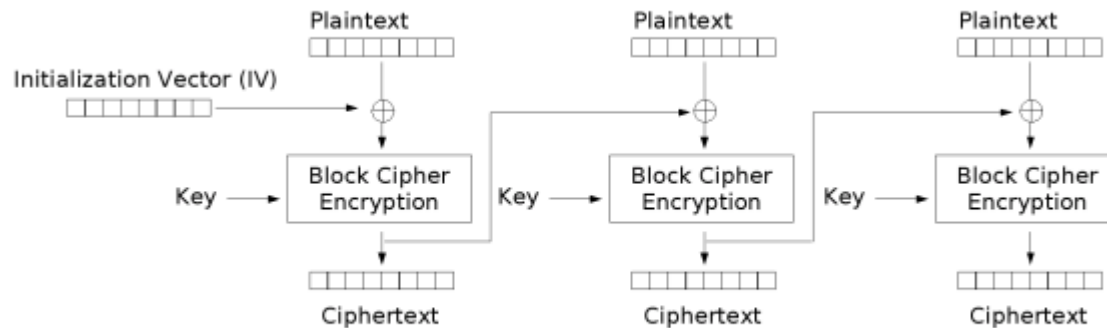 Plaintext Plaintext Plaintext
Initialization Vector (IV)
Key Block Cipher Encryption Key Block Cipher Encryption Key Block Cipher Encryption
Ciphertext Ciphertext Ciphertext